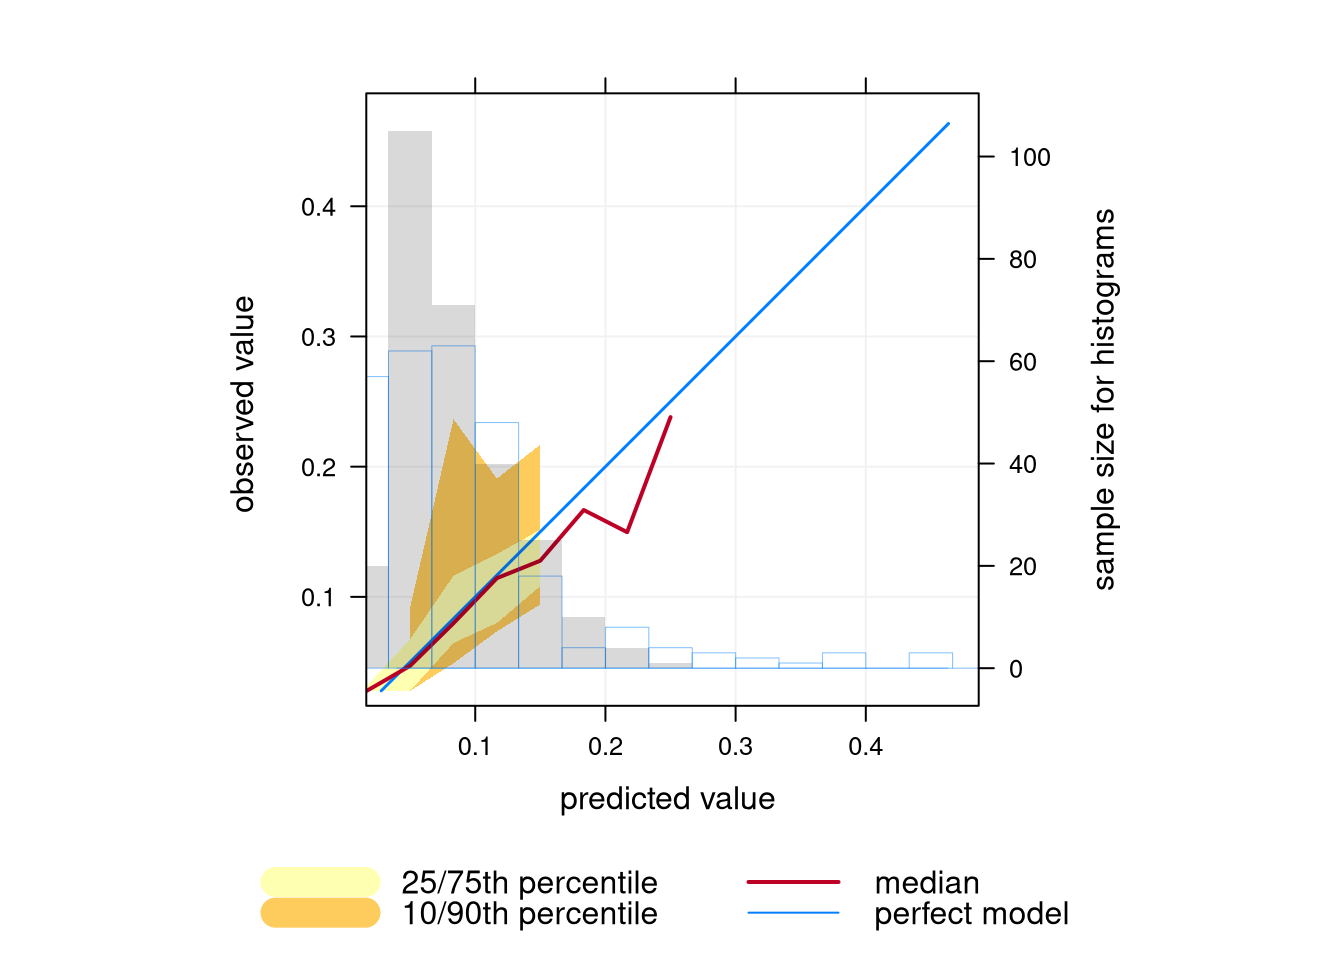 observed value
0.4
0.3
0.2
0.1
100
80
60
40
20
0
sample size for histograms
0.1 0.2 0.3 0.4
predicted value
25/75th percentile
10/90th percentile
median
perfect model